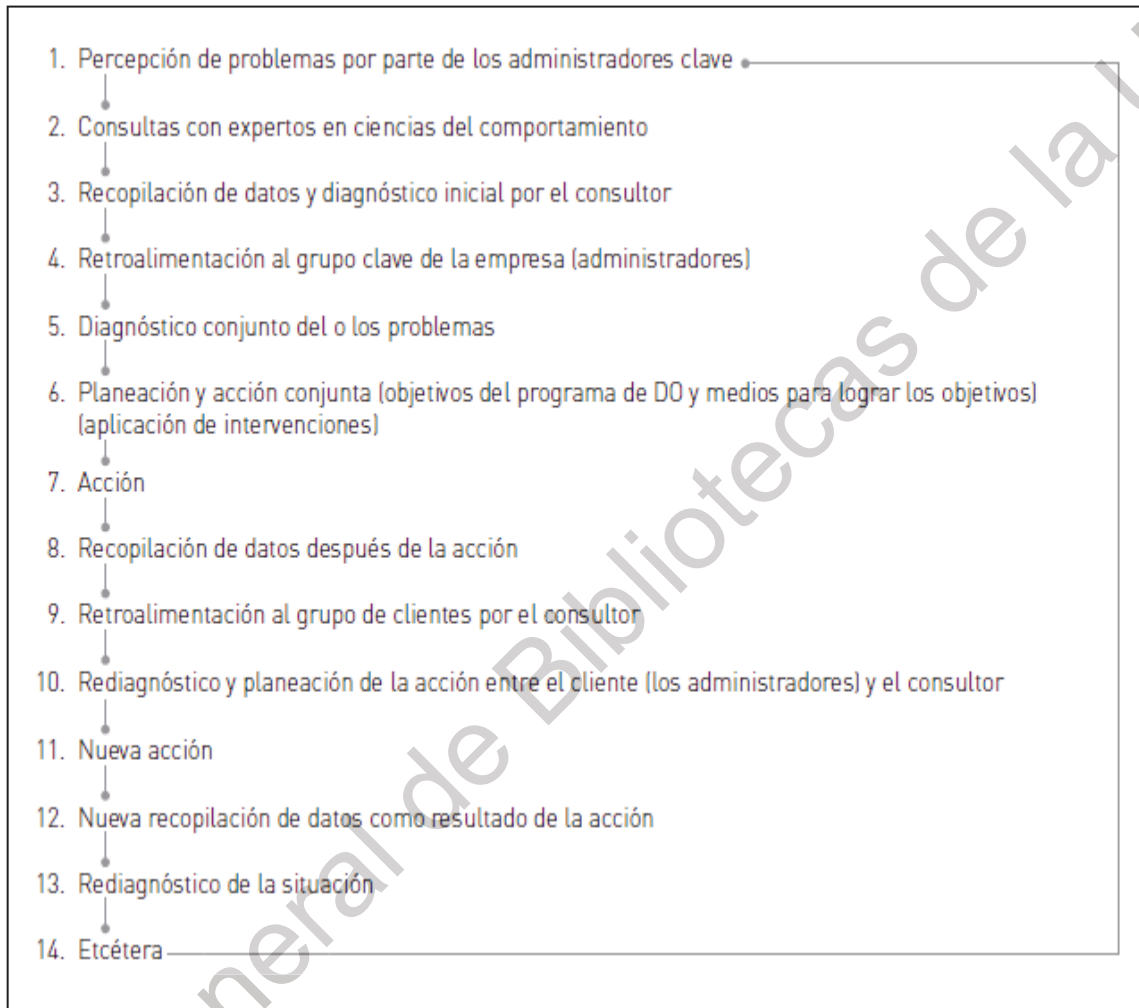 1. Percepción de problemas por parte de los administradores clave
2. Consultas con expertos en ciencias del comportamiento
3. Recopilación de datos y diagnóstico inicial por el consultor
4. Retroalimentación al grupo clave de la empresa (administradores)
5. Diagnóstico conjunto del o los problemas
6. Planeación y acción conjunta (objetivos del programa de DO y medios para lograr los objetivos)
(aplicación de intervenciones)
7. Acción
8. Recopilación de datos después de la acción
9. Retroalimentación al grupo de clientes por el consultor
10. Rediagnóstico y planeación de la acción entre el cliente (los administradores) y el consultor
11. Nueva acción
12. Nueva recopilación de datos como resultado de la acción
13. Rediagnóstico de la situación
14. Etcétera
de Bibliotecas de la